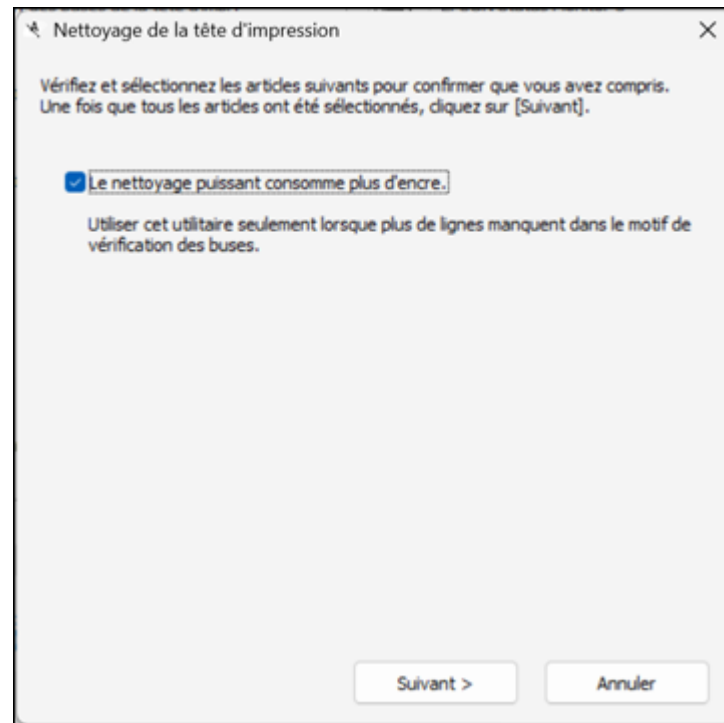 Nettoyage de la tête d'impression
Vérifiez et sélectionnez les articles suivants pour confirmer que vous avez compris.
Une fois que tous les articles ont été sélectionnés, cliquez sur [Suivant].
Le nettoyage puissant consomme plus d'encre.
Utiliser cet utilitaire seulement lorsque plus de lignes manquent dans le motif de
vérification des buses.
Suivant >
Annuler